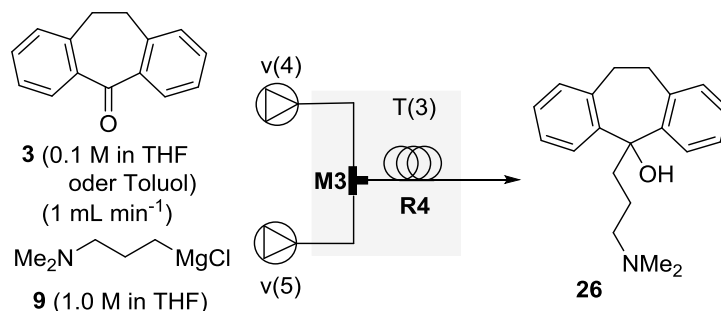 O
3 (0.1 M in THF
oder Toluol)
(1 mL min⁻¹)
Me₂N
MgCl
9 (1.0 M in THF)
v(4)
T(3)
M3
R4
v(5)
OH
NMe₂
26